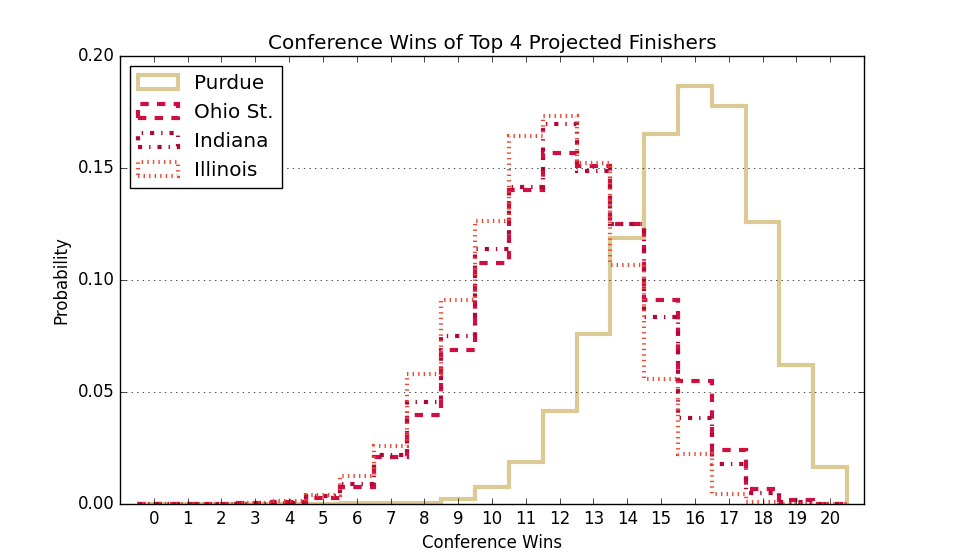 Conference Wins of Top 4 Projected Finishers
Purdue
Ohio St.
Indiana
Illinois
Probability
0.20
0.15
0.10
0.05
0.00
0 1 2 3 4 5 6 7 8 9 10 11 12 13 14 15 16 17 18 19 20
Conference Wins